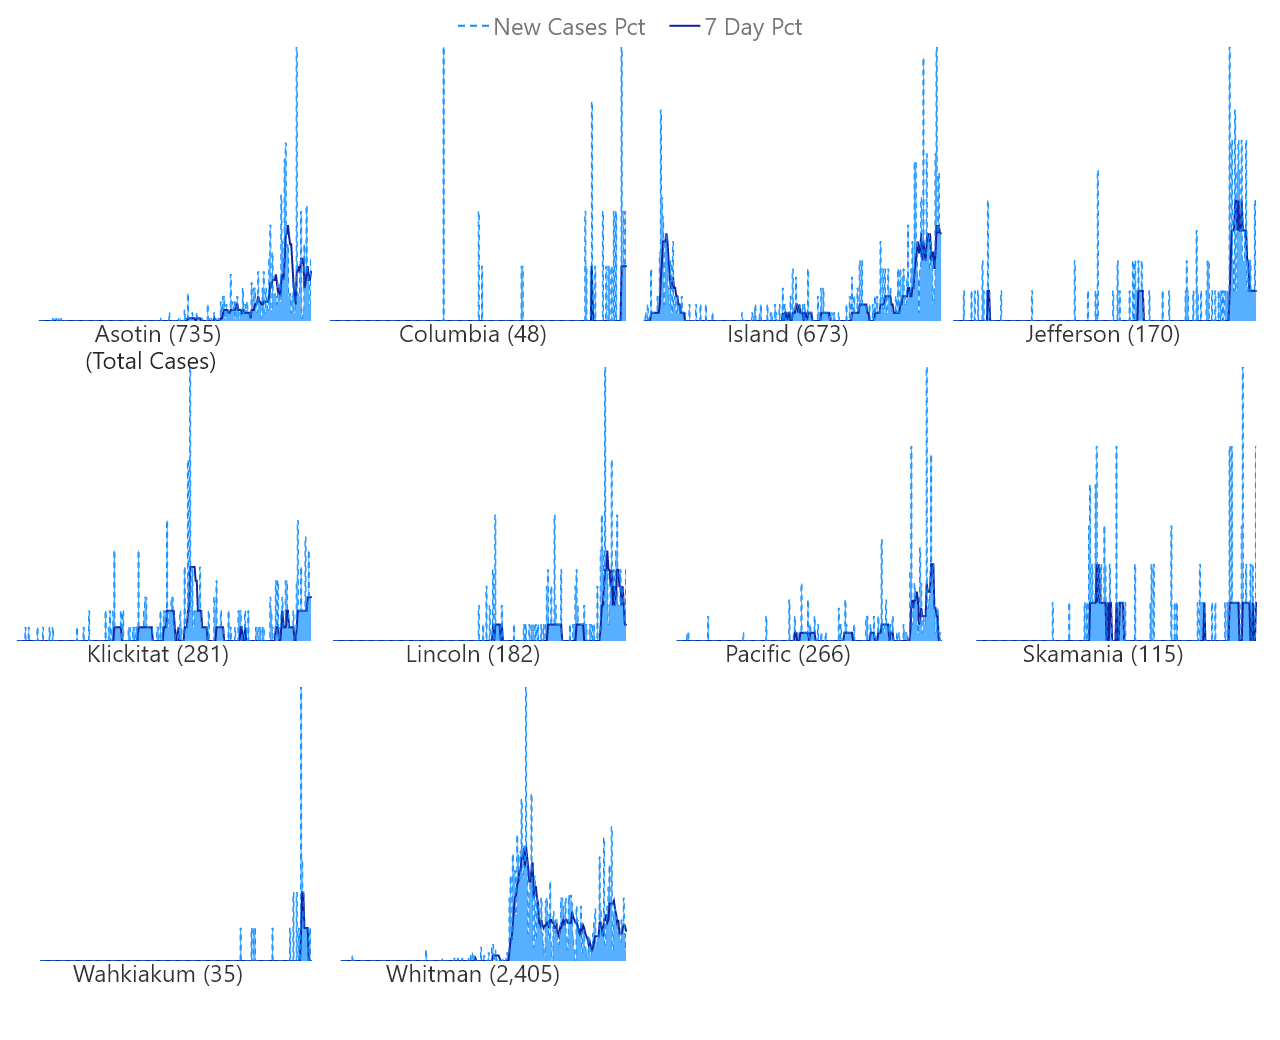 New Cases Pct 7 Day Pct
Asotin (735)
(Total Cases)
Columbia (48)
Island (673)
Jefferson (170)
Klickitat (281)
Lincoln (182)
Pacific (266)
Skamania (115)
Wahkiakum (35)
Whitman (2,405)